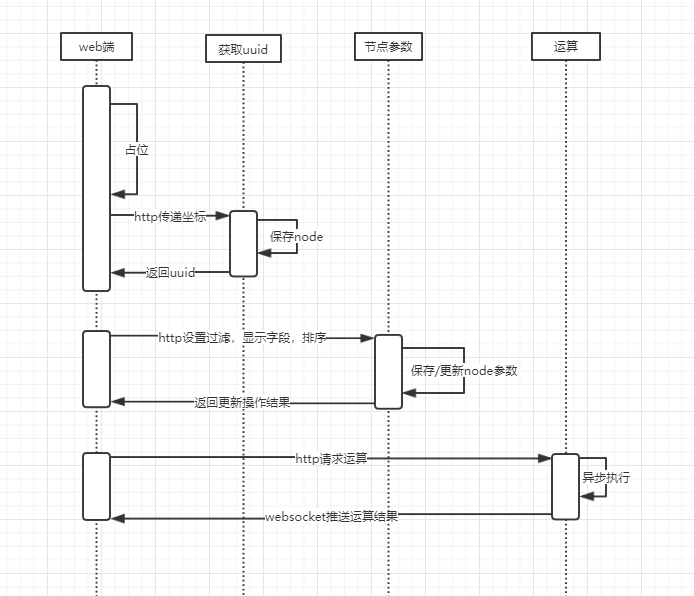 web端
获取uuid
节点参数
运算
占位
http传递坐标
保存node
返回uuid
http设置过滤，显示字段，排序
保存/更新node参数
返回更新操作结果
http请求运算
异步执行
websocket推送运算结果